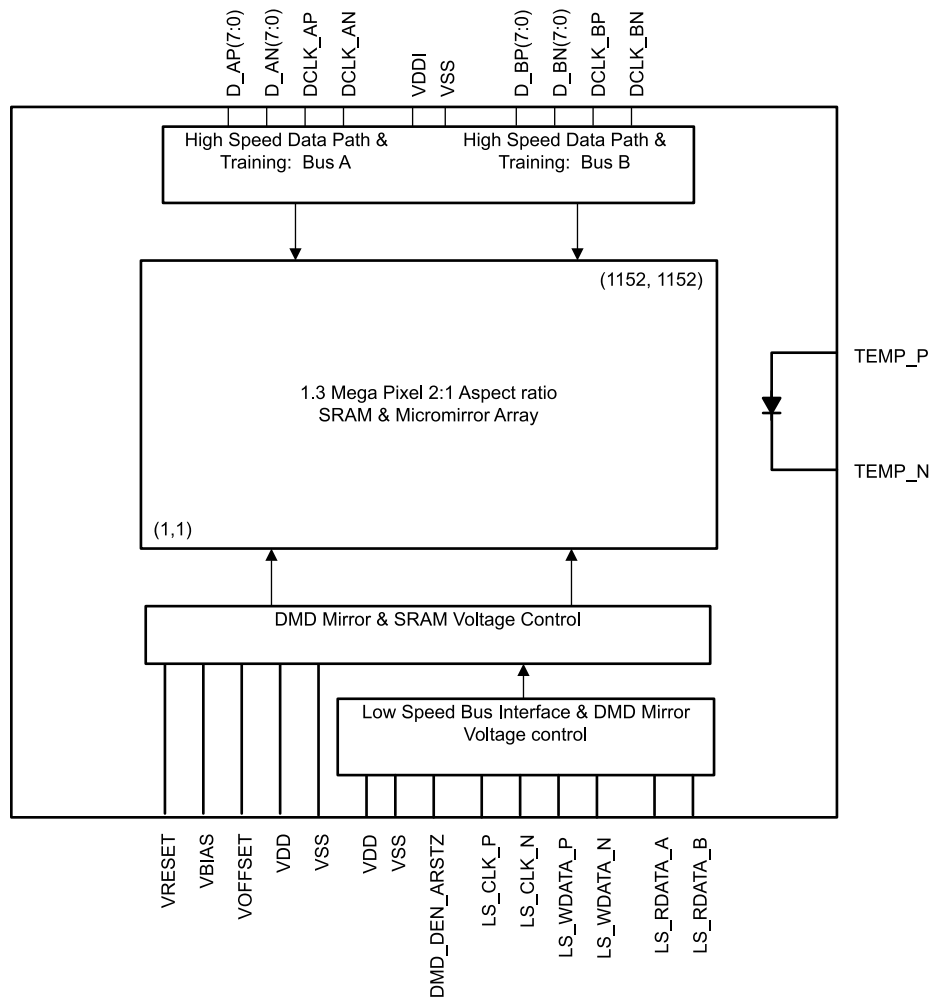 D_AP(7:0)
D_AN(7:0)
DCLK_AP
DCLK_AN
VDDI
VSS
D_BP(7:0)
D_BN(7:0)
DCLK_BP
DCLK_BN
High Speed Data Path &
Training: Bus A
High Speed Data Path &
Training: Bus B
(1152, 1152)
1.3 Mega Pixel 2:1 Aspect ratio
SRAM & Micromirror Array
(1,1)
TEMP_P
TEMP_N
DMD Mirror & SRAM Voltage Control
Low Speed Bus Interface & DMD Mirror
Voltage control
VRESET
VBIAS
VOFFSET
VDD
VSS
VDD
VSS
DMD_DEN_ARSTZ
LS_CLK_P
LS_CLK_N
LS_WDATA_P
LS_WDATA_N
LS_RDATA_A
LS_RDATA_B